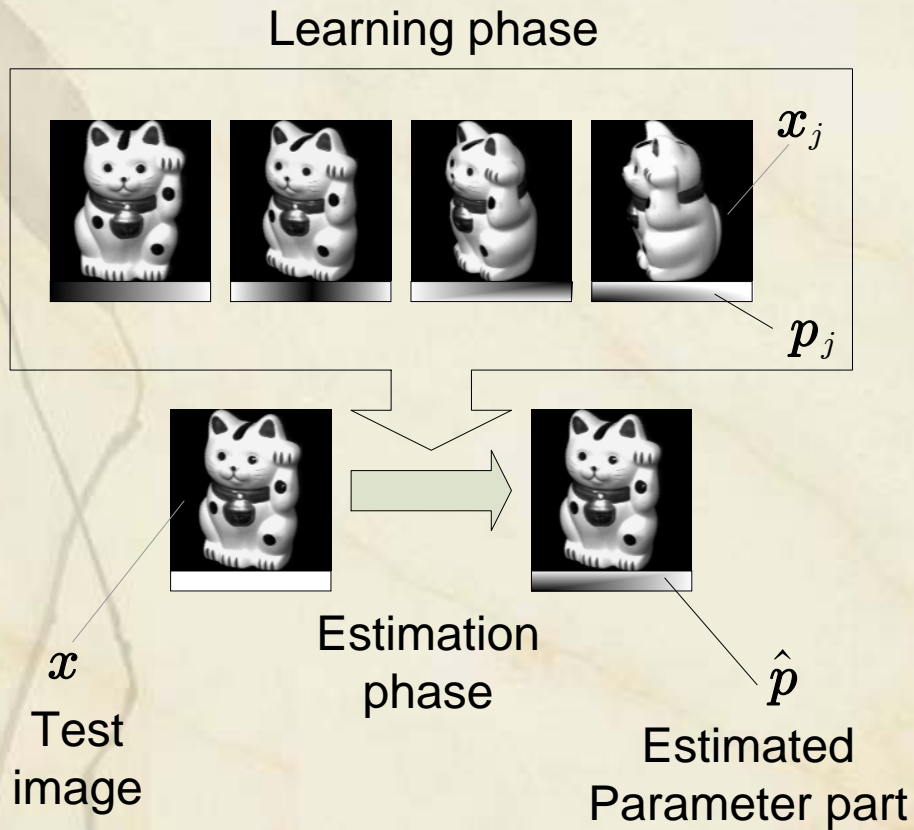 Learning phase
x_j
p_j
Estimation
phase
x
Test
image
p̂
Estimated
Parameter part